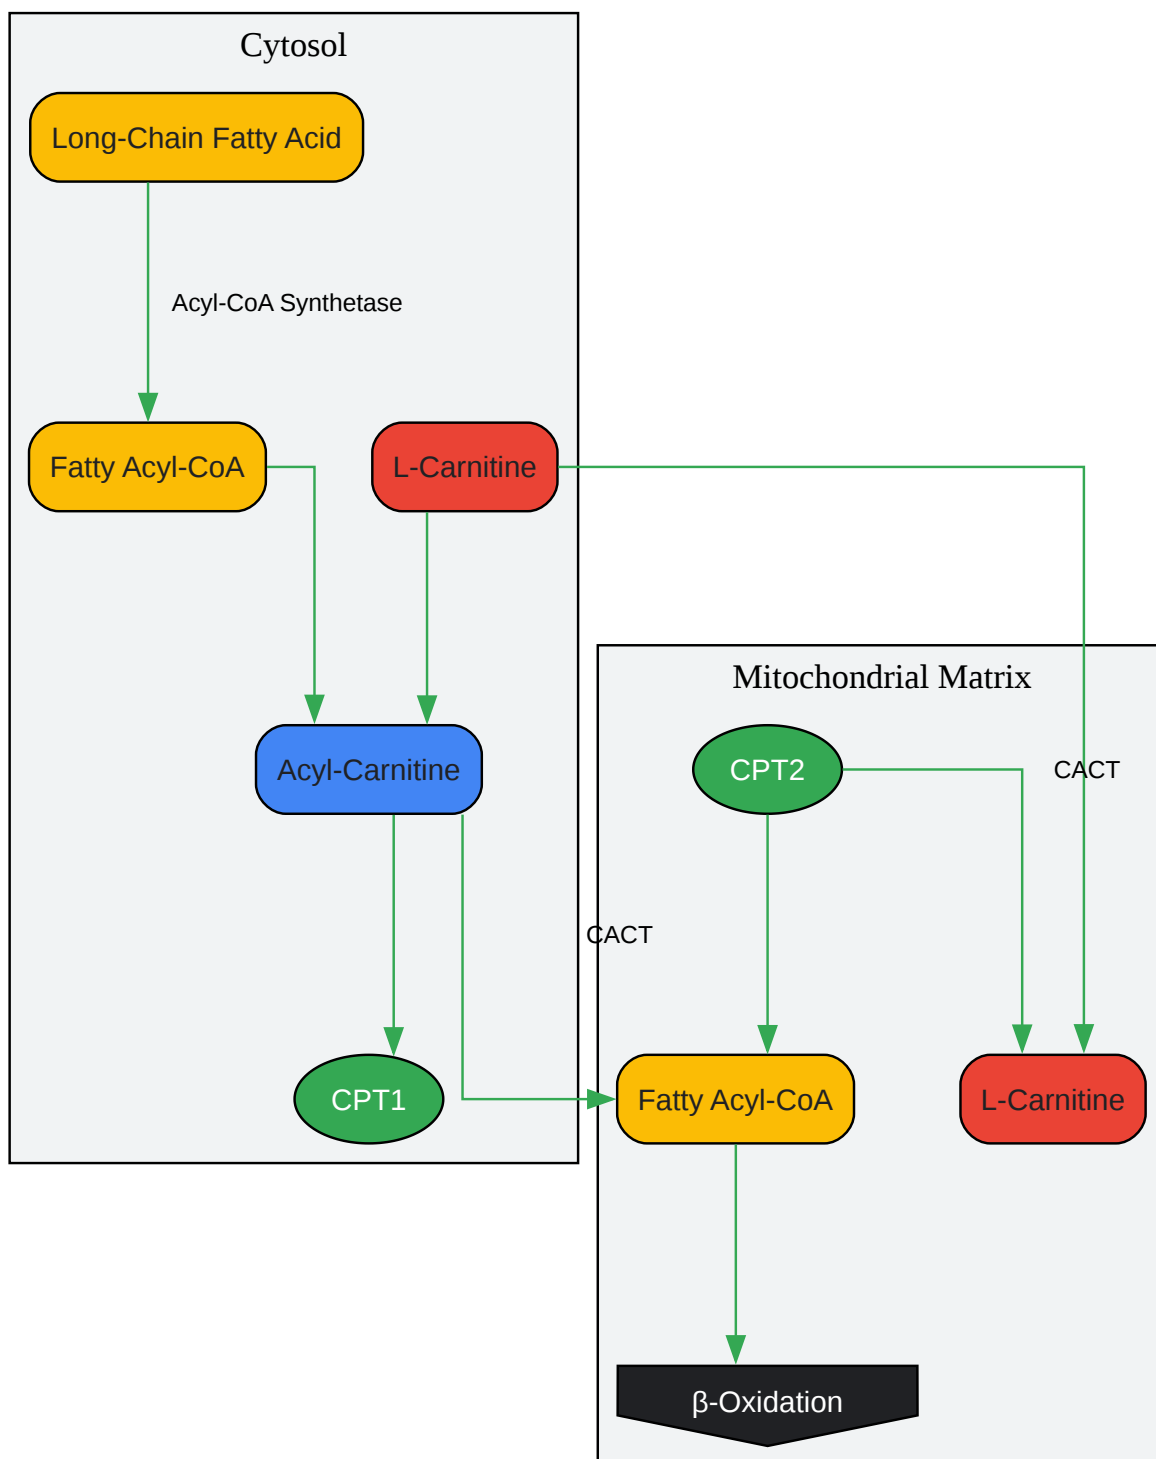 Cytosol
Long-Chain Fatty Acid
Acyl-CoA Synthetase
Fatty Acyl-CoA
L-Carnitine
Mitochondrial Matrix
Acyl-Carnitine
CPT2
CACT
CACT
CPT1
Fatty Acyl-CoA
L-Carnitine
β-Oxidation